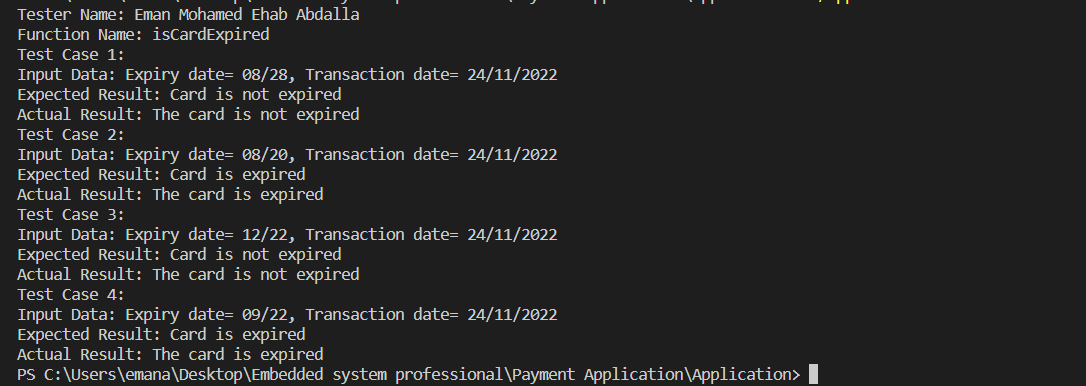 Tester Name: Eman Mohamed Ehab Abdalla
Function Name: isCardExpired
Test Case 1:
Input Data: Expiry date= 08/28, Transaction date= 24/11/2022
Expected Result: Card is not expired
Actual Result: The card is not expired
Test Case 2:
Input Data: Expiry date= 08/20, Transaction date= 24/11/2022
Expected Result: Card is expired
Actual Result: The card is expired
Test Case 3:
Input Data: Expiry date= 12/22, Transaction date= 24/11/2022
Expected Result: Card is not expired
Actual Result: The card is not expired
Test Case 4:
Input Data: Expiry date= 09/22, Transaction date= 24/11/2022
Expected Result: Card is expired
Actual Result: The card is expired
PS C:\Users\emana\Desktop\Embedded system professional\Payment Application\Application>